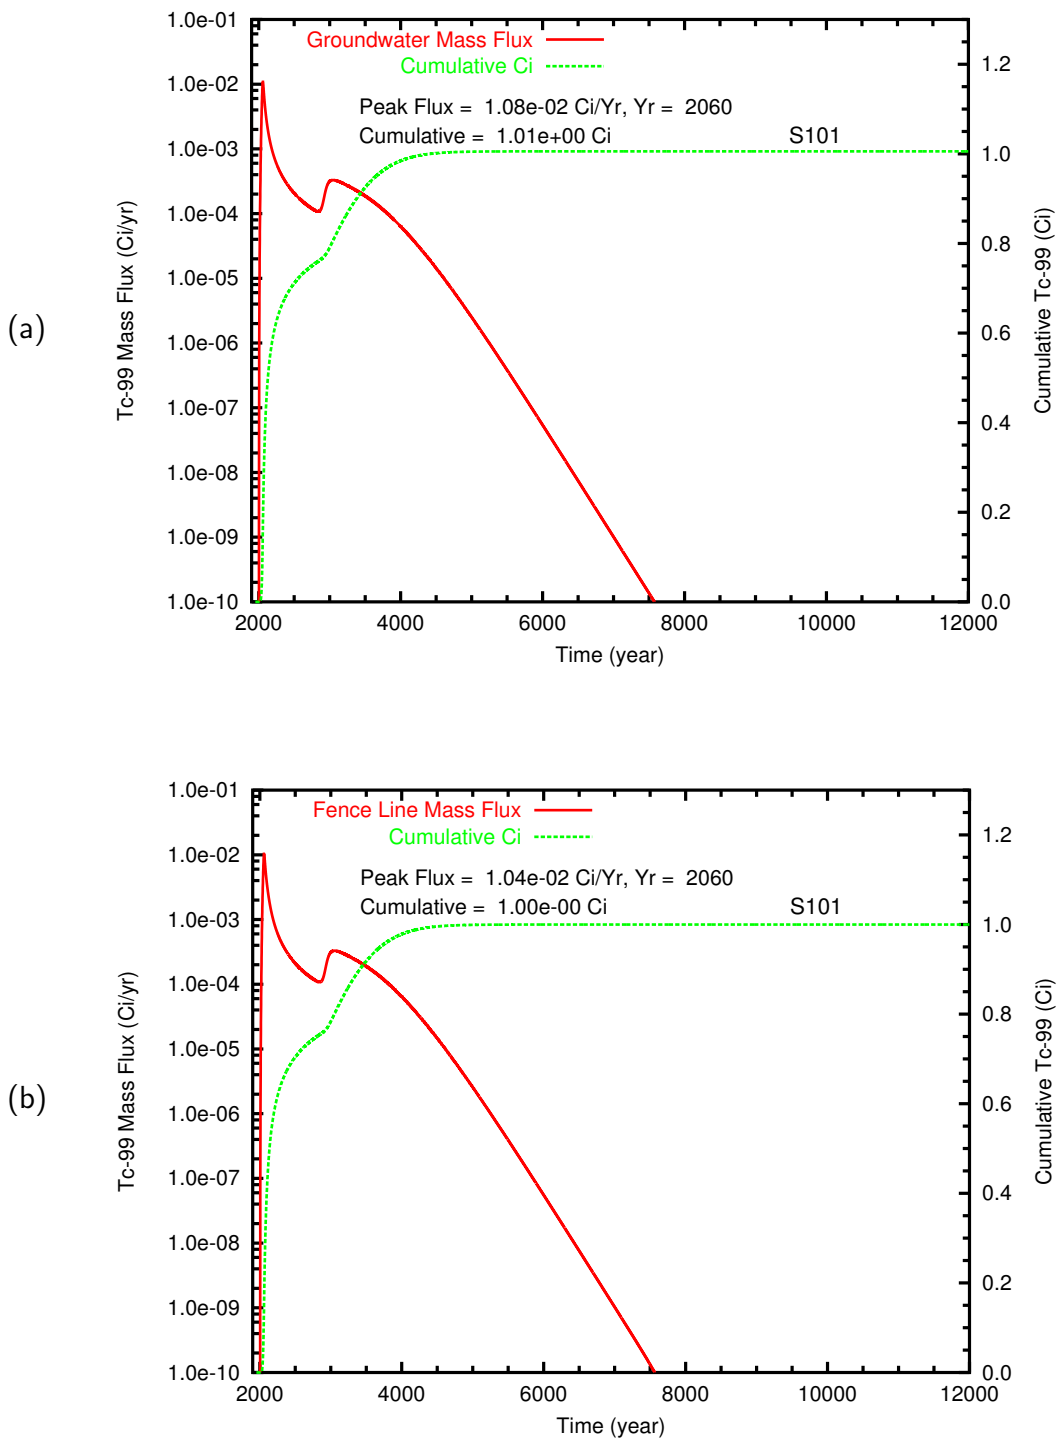 (a)
Tc-99 Mass Flux (Ci/yr)
1.0e-01
1.0e-02
1.0e-03
1.0e-04
1.0e-05
1.0e-06
1.0e-07
1.0e-08
1.0e-09
1.0e-10
Groundwater Mass Flux
Cumulative Ci
Peak Flux = 1.08e-02 Ci/Yr, Yr = 2060
Cumulative = 1.01e+00 Ci
S101
1.2
1.0
0.8
0.6
0.4
0.2
0.0
Cumulative Tc-99 (Ci)
2000 4000 6000 8000 10000 12000
Time (year)
(b)
Tc-99 Mass Flux (Ci/yr)
1.0e-01
1.0e-02
1.0e-03
1.0e-04
1.0e-05
1.0e-06
1.0e-07
1.0e-08
1.0e-09
1.0e-10
Fence Line Mass Flux
Cumulative Ci
Peak Flux = 1.04e-02 Ci/Yr, Yr = 2060
Cumulative = 1.00e-00 Ci
S101
1.2
1.0
0.8
0.6
0.4
0.2
0.0
Cumulative Tc-99 (Ci)
2000 4000 6000 8000 10000 12000
Time (year)